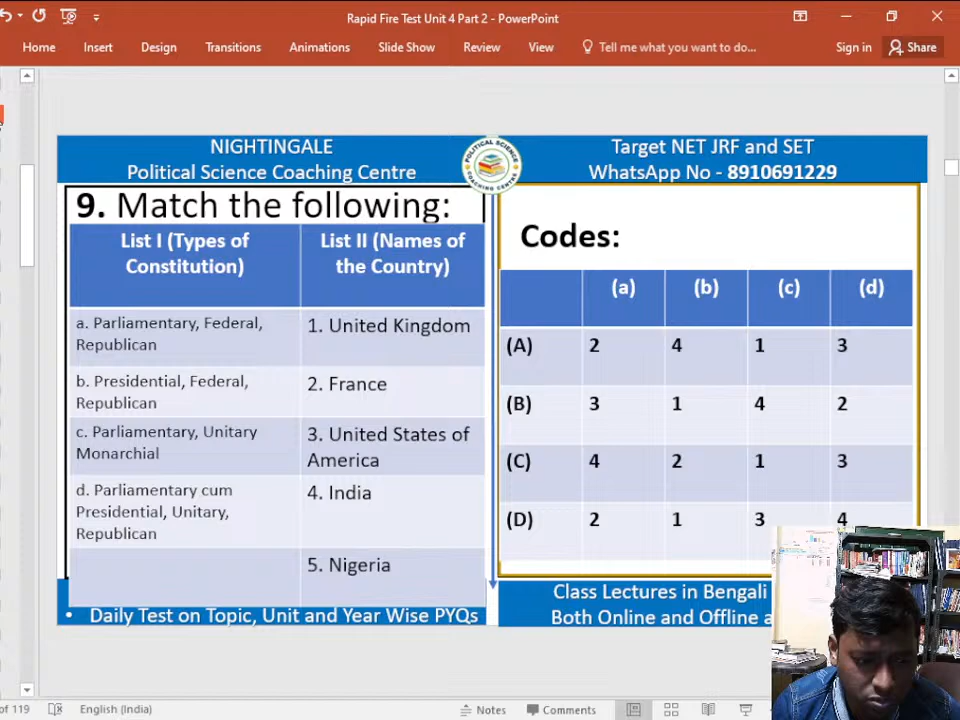 Rapid Fire Test Unit 4 Part 2 - PowerPoint
Home Insert Design Transitions Animations Slide Show Review View Tell me what you want to do... Sign in Share
NIGHTINGALE
Political Science Coaching Centre
POLITICAL SCIENCE
COACHING CENTRE
Target NET JRF and SET
WhatsApp No - 8910691229
9. Match the following:
List I (Types of
Constitution)
List II (Names of
the Country)
a. Parliamentary, Federal,
Republican
1. United Kingdom
b. Presidential, Federal,
Republican
2. France
c. Parliamentary, Unitary
Monarchial
3. United States of
America
d. Parliamentary cum
Presidential, Unitary,
Republican
4. India
5. Nigeria
Codes:
(a) (b) (c) (d)
(A) 2 4 1 3
(B) 3 1 4 2
(C) 4 2 1 3
(D) 2 1 3 4
• Daily Test on Topic, Unit and Year Wise PYQs
Class Lectures in Bengali
Both Online and Offline a
of 119 English (India) Notes Comments